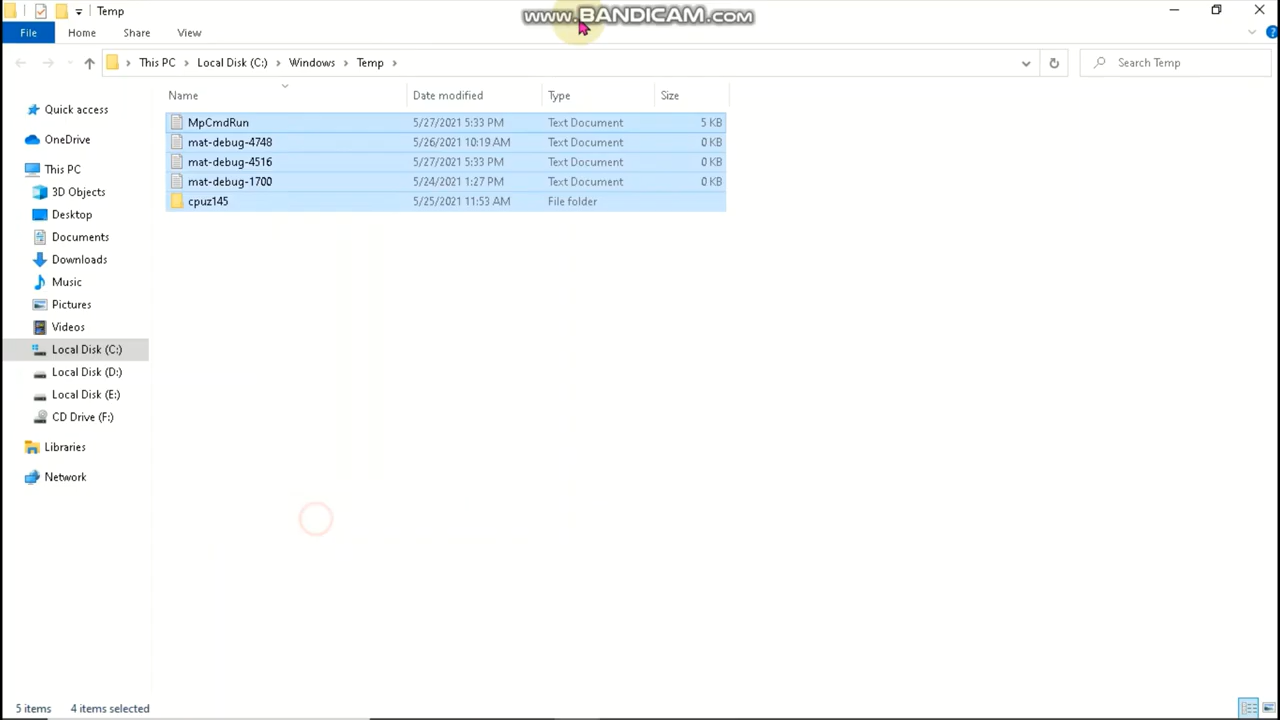 Temp
www.BANDICAM.com
File Home Share View
This PC Local Disk (C:) Windows Temp
Search Temp
Name Date modified Type Size
MpCmdRun 5/27/2021 5:33 PM Text Document 5 KB
mat-debug-4748 5/26/2021 10:19 AM Text Document 0 KB
mat-debug-4516 5/27/2021 5:33 PM Text Document 0 KB
mat-debug-1700 5/24/2021 1:27 PM Text Document 0 KB
cpuz145 5/25/2021 11:53 AM File folder
Quick access
OneDrive
This PC
3D Objects
Desktop
Documents
Downloads
Music
Pictures
Videos
Local Disk (C:)
Local Disk (D:)
Local Disk (E:)
CD Drive (F:)
Libraries
Network
5 items 4 items selected